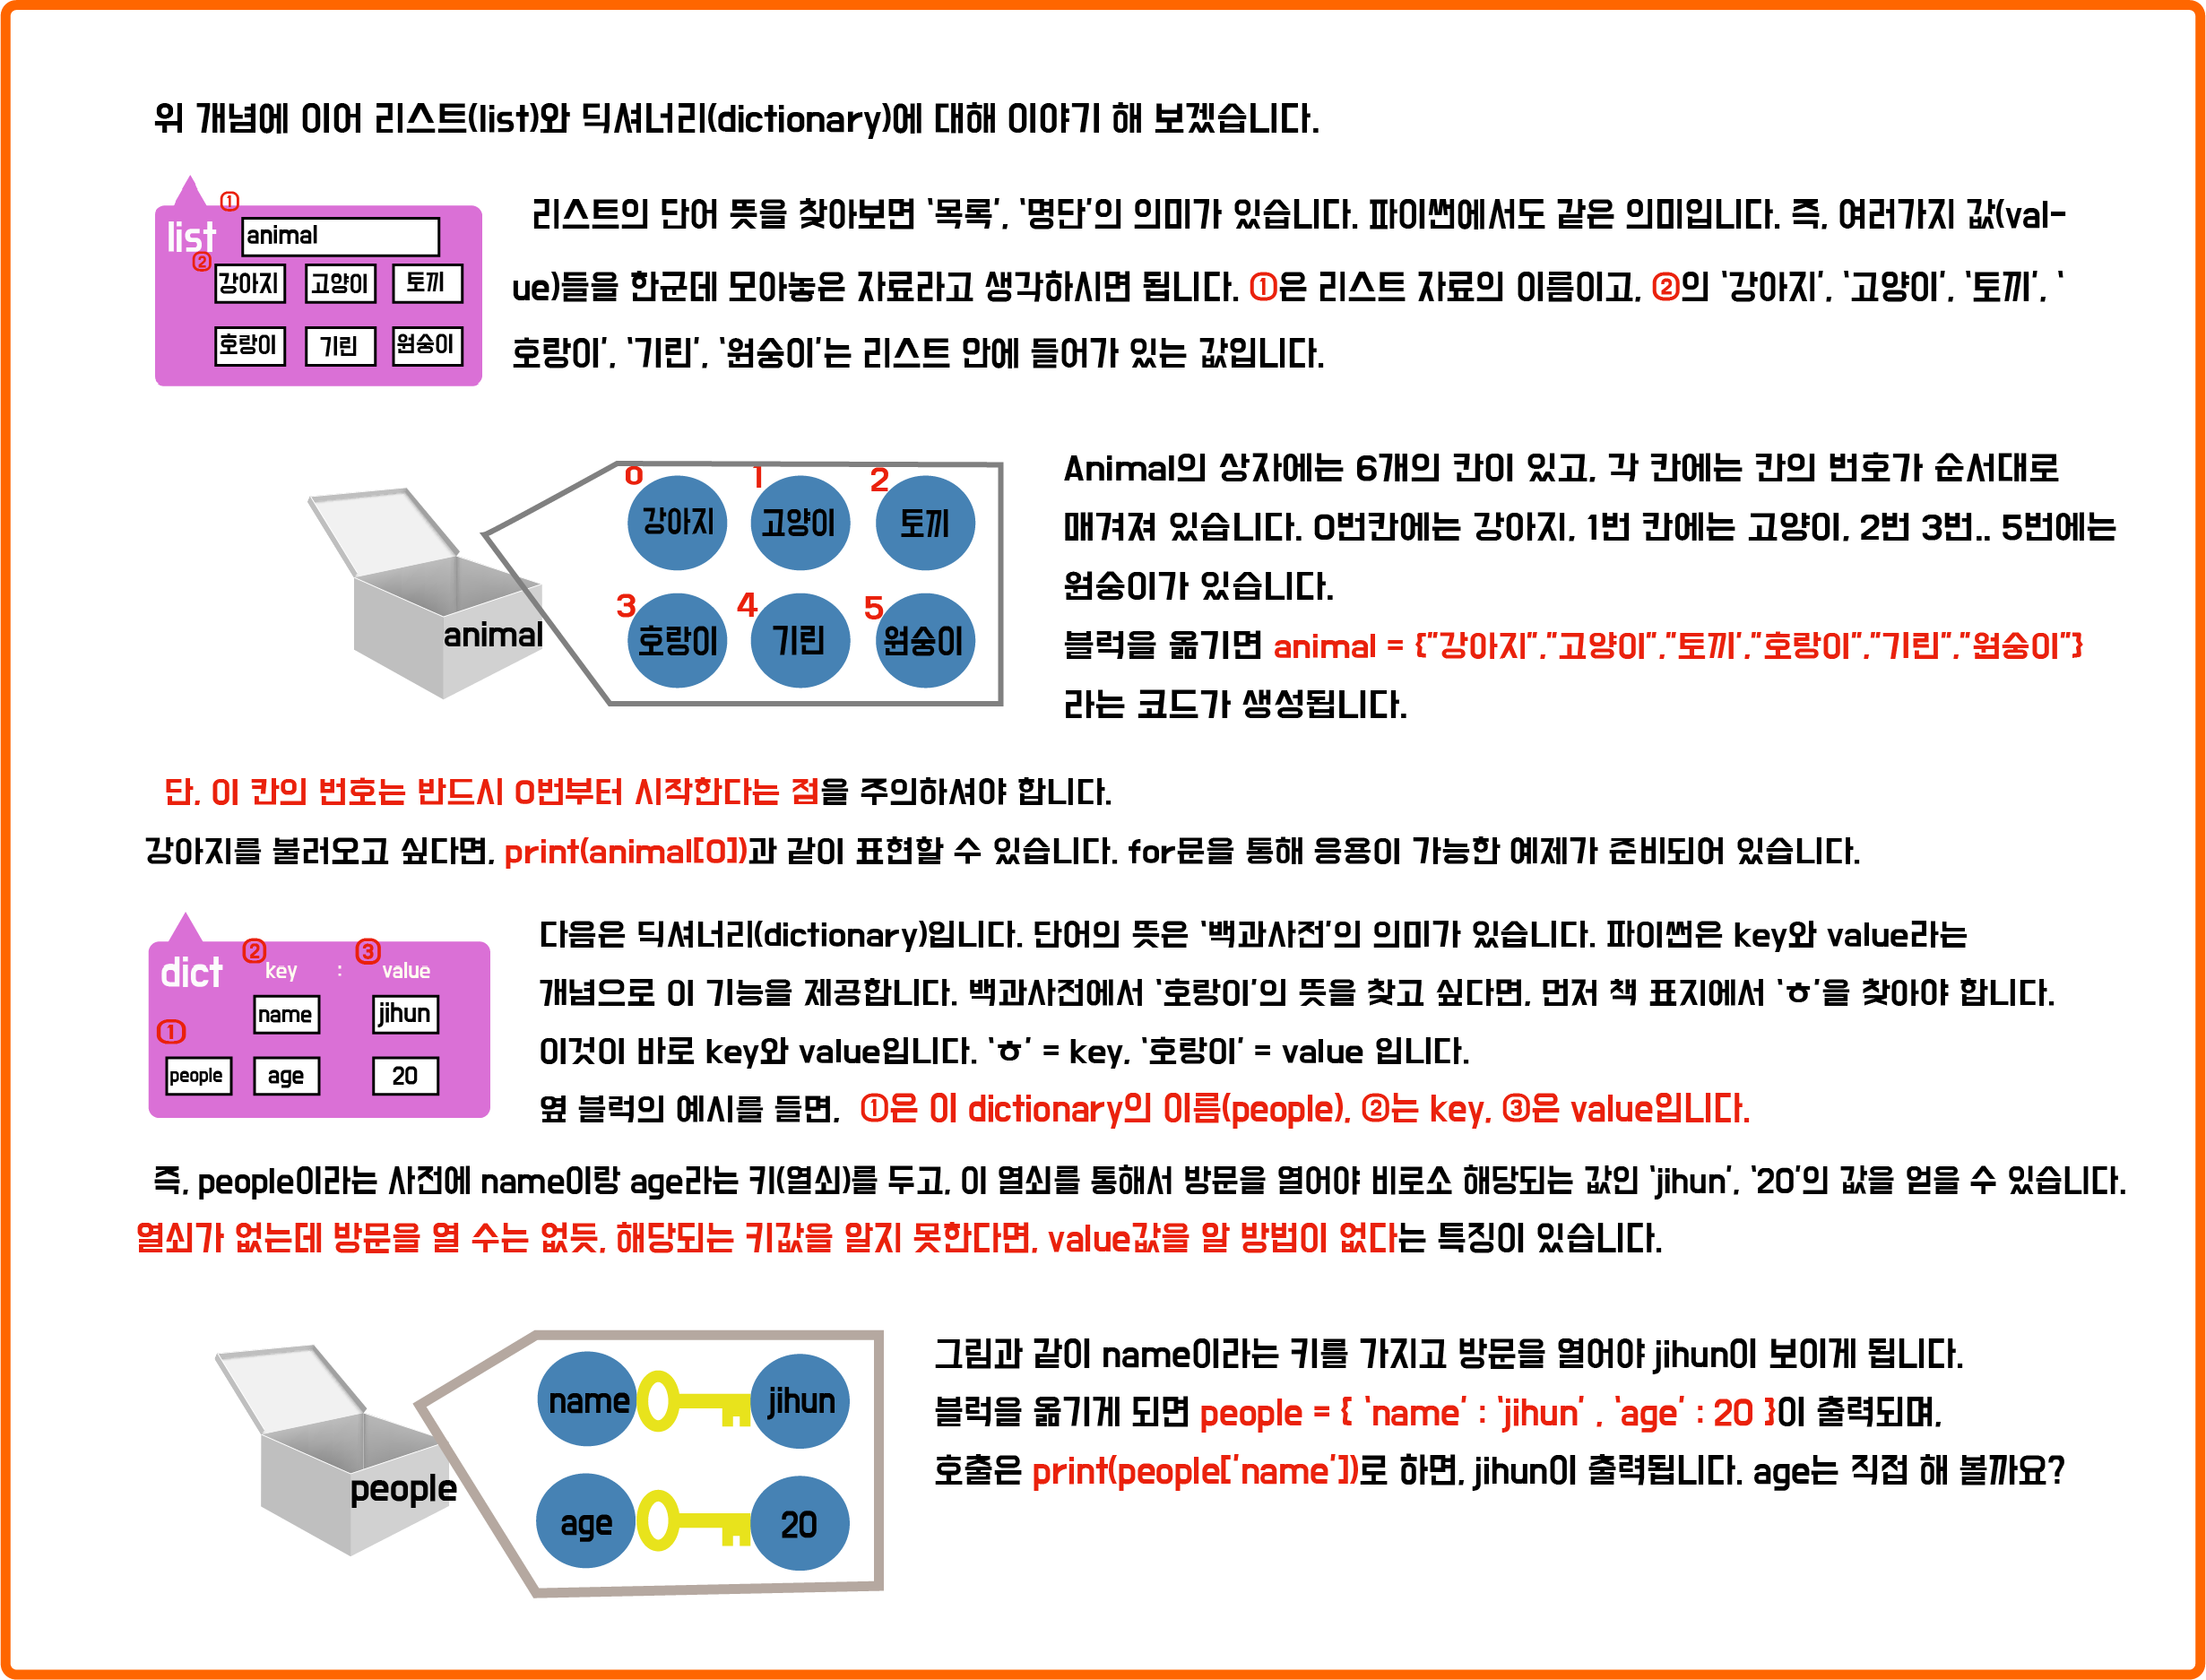 위 개념에 이어 리스트(list)와 딕셔너리(dictionary)에 대해 이야기 해 보겠습니다.
①
list animal
②
강아지 고양이 토끼
호랑이 기린 원숭이
리스트의 단어 뜻을 찾아보면 '목록', '명단'의 의미가 있습니다. 파이썬에서도 같은 의미입니다. 즉, 여러가지 값(val-
ue)들을 한군데 모아놓은 자료라고 생각하시면 됩니다. ①은 리스트 자료의 이름이고, ②의 '강아지', '고양이', '토끼', '
호랑이', '기린', '원숭이'는 리스트 안에 들어가 있는 값입니다.
animal
0 1 2
강아지 고양이 토끼
3 4 5
호랑이 기린 원숭이
Animal의 상자에는 6개의 칸이 있고, 각 칸에는 칸의 번호가 순서대로
매겨져 있습니다. 0번칸에는 강아지, 1번 칸에는 고양이, 2번 3번.. 5번에는
원숭이가 있습니다.
블럭을 옮기면 animal = {"강아지","고양이","토끼',"호랑이","기린","원숭이"}
라는 코드가 생성됩니다.
단, 이 칸의 번호는 반드시 0번부터 시작한다는 점을 주의하셔야 합니다.
강아지를 불러오고 싶다면, print(animal[0])과 같이 표현할 수 있습니다. for문을 통해 응용이 가능한 예제가 준비되어 있습니다.
② ③
dict key : value
name jihun
①
people age 20
다음은 딕셔너리(dictionary)입니다. 단어의 뜻은 '백과사전'의 의미가 있습니다. 파이썬은 key와 value라는
개념으로 이 기능을 제공합니다. 백과사전에서 '호랑이'의 뜻을 찾고 싶다면, 먼저 책 표지에서 'ㅎ'을 찾아야 합니다.
이것이 바로 key와 value입니다. 'ㅎ' = key, '호랑이' = value 입니다.
옆 블럭의 예시를 들면, ①은 이 dictionary의 이름(people), ②는 key, ③은 value입니다.
즉, people이라는 사전에 name이랑 age라는 키(열쇠)를 두고, 이 열쇠를 통해서 방문을 열어야 비로소 해당되는 값인 'jihun', '20'의 값을 얻을 수 있습니다.
열쇠가 없는데 방문을 열 수는 없듯, 해당되는 키값을 알지 못한다면, value값을 알 방법이 없다는 특징이 있습니다.
people
name jihun
age 20
그림과 같이 name이라는 키를 가지고 방문을 열어야 jihun이 보이게 됩니다.
블럭을 옮기게 되면 people = { 'name' : 'jihun' , 'age' : 20 }이 출력되며,
호출은 print(people['name'])로 하면, jihun이 출력됩니다. age는 직접 해 볼까요?